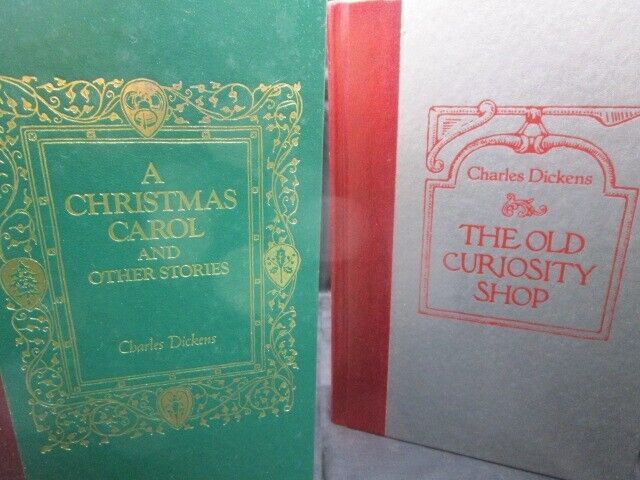 A
CHRISTMAS
CAROL
AND
OTHER STORIES
Charles Dickens
Charles Dickens
THE OLD
CURIOSITY
SHOP